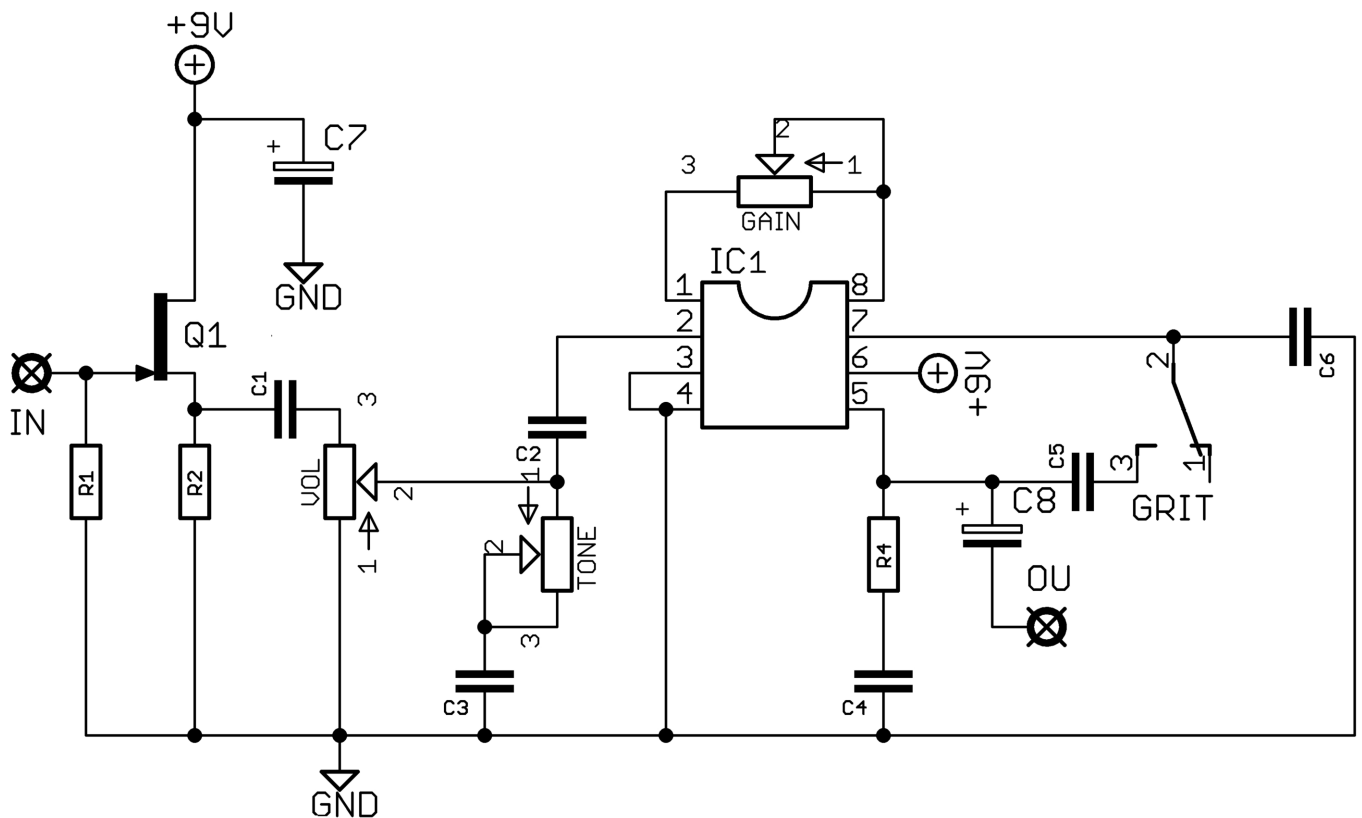 +9V
+
C7
GND
Q1
IN
R1
R2
C1
3
VOL
2
1
C2
1
2
TONE
3
C3
GND
2
3
1
GAIN
IC1
1
8
2
7
3
6
4
5
+9V
R4
C4
+
C8
OU
C5
2
3
1
GRIT
C6